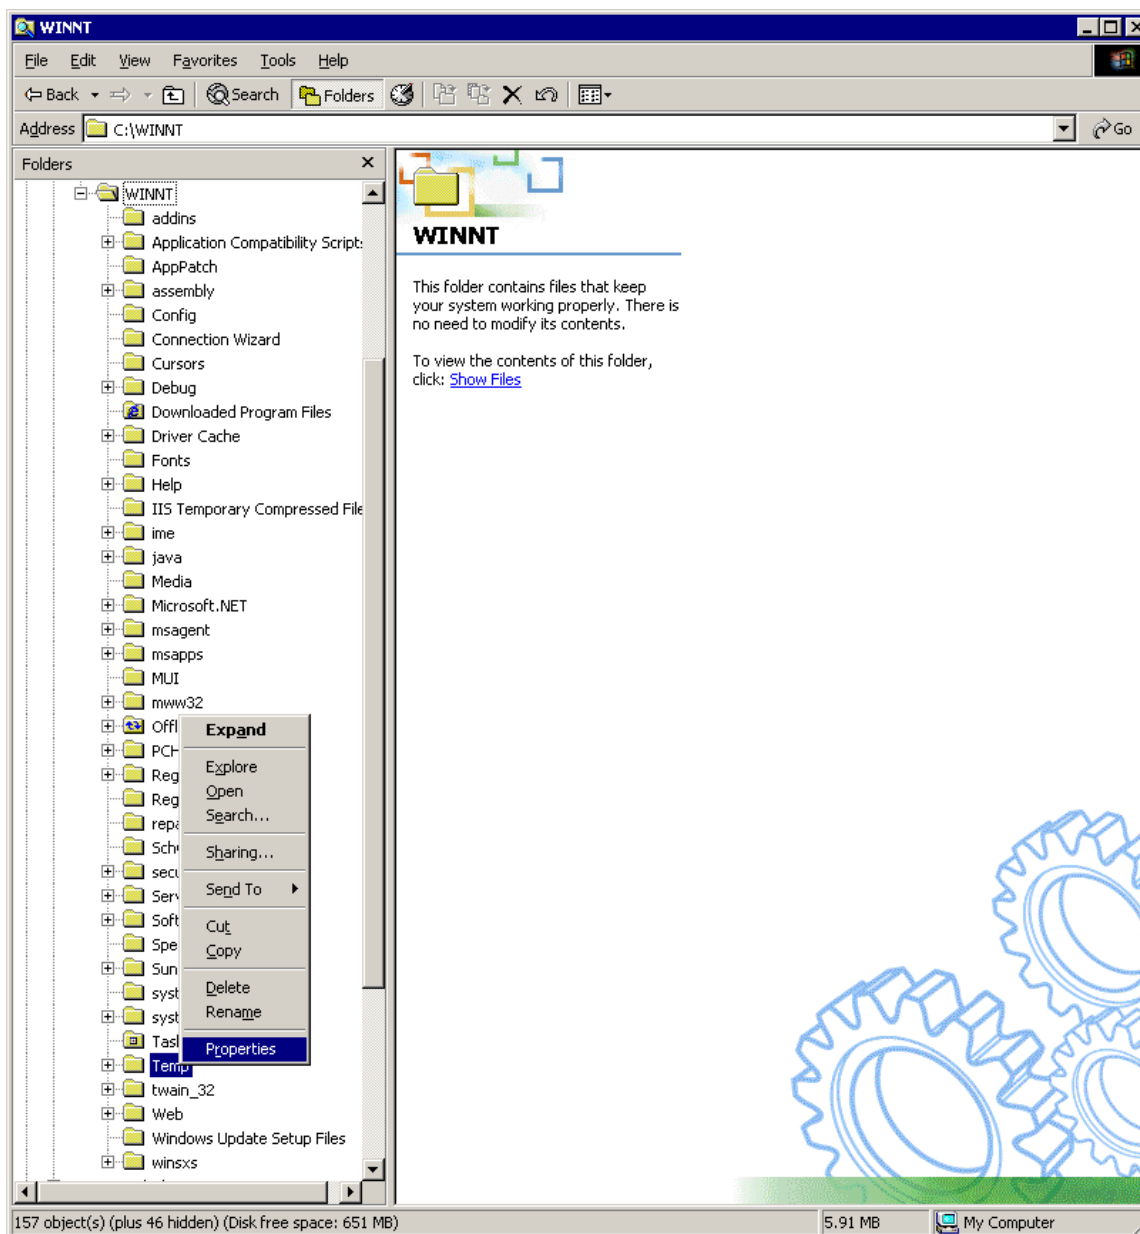 WINNT
File Edit View Favorites Tools Help
Back Search Folders
Address C:\WINNT Go
Folders
WINNT
addins
Application Compatibility Script
AppPatch
assembly
Config
Connection Wizard
Cursors
Debug
Downloaded Program Files
Driver Cache
Fonts
Help
IIS Temporary Compressed File
ime
java
Media
Microsoft.NET
msagent
msapps
MUI
mww32
Offl
PCH
Reg
Reg
repa
Sch
secu
Serv
Soft
Spe
Sun
syst
syst
Tas
Temp
twain_32
Web
Windows Update Setup Files
winsxs
Expand
Explore
Open
Search...
Sharing...
Send To
Cut
Copy
Delete
Rename
Properties
WINNT
This folder contains files that keep
your system working properly. There is
no need to modify its contents.
To view the contents of this folder,
click: Show Files
157 object(s) (plus 46 hidden) (Disk free space: 651 MB) 5.91 MB My Computer